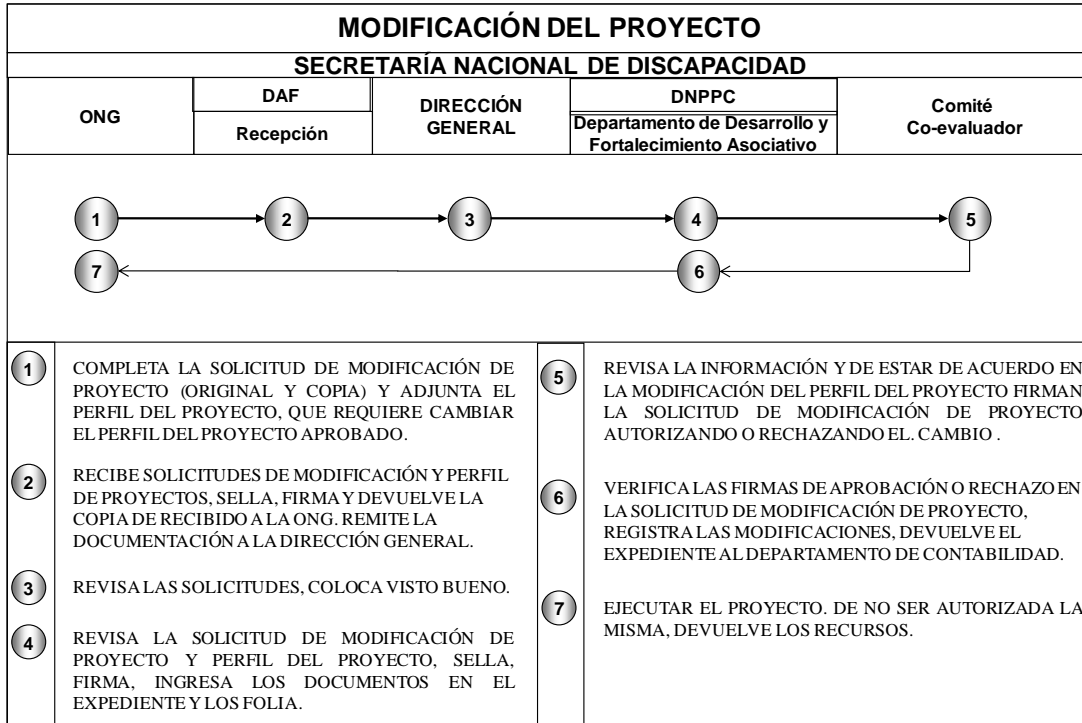 MODIFICACIÓN DEL PROYECTO
SECRETARÍA NACIONAL DE DISCAPACIDAD
ONG
DAF
Recepción
DIRECCIÓN
GENERAL
DNPPC
Departamento de Desarrollo y
Fortalecimiento Asociativo
Comité
Co-evaluador
1
2
3
4
5
7
6
1
COMPLETA LA SOLICITUD DE MODIFICACIÓN DE
PROYECTO (ORIGINAL Y COPIA) Y ADJUNTA EL
PERFIL DEL PROYECTO, QUE REQUIERE CAMBIAR
EL PERFIL DEL PROYECTO APROBADO.
2
RECIBE SOLICITUDES DE MODIFICACIÓN Y PERFIL
DE PROYECTOS, SELLA, FIRMA Y DEVUELVE LA
COPIA DE RECIBIDO A LA ONG. REMITE LA
DOCUMENTACIÓN A LA DIRECCIÓN GENERAL.
3
REVISA LAS SOLICITUDES, COLOCA VISTO BUENO.
4
REVISA LA SOLICITUD DE MODIFICACIÓN DE
PROYECTO Y PERFIL DEL PROYECTO, SELLA,
FIRMA, INGRESA LOS DOCUMENTOS EN EL
EXPEDIENTE Y LOS FOLIA.
5
REVISA LA INFORMACIÓN Y DE ESTAR DE ACUERDO EN
LA MODIFICACIÓN DEL PERFIL DEL PROYECTO FIRMAN
LA SOLICITUD DE MODIFICACIÓN DE PROYECTO
AUTORIZANDO O RECHAZANDO EL. CAMBIO .
6
VERIFICA LAS FIRMAS DE APROBACIÓN O RECHAZO EN
LA SOLICITUD DE MODIFICACIÓN DE PROYECTO,
REGISTRA LAS MODIFICACIONES, DEVUELVE EL
EXPEDIENTE AL DEPARTAMENTO DE CONTABILIDAD.
7
EJECUTAR EL PROYECTO. DE NO SER AUTORIZADA LA
MISMA, DEVUELVE LOS RECURSOS.